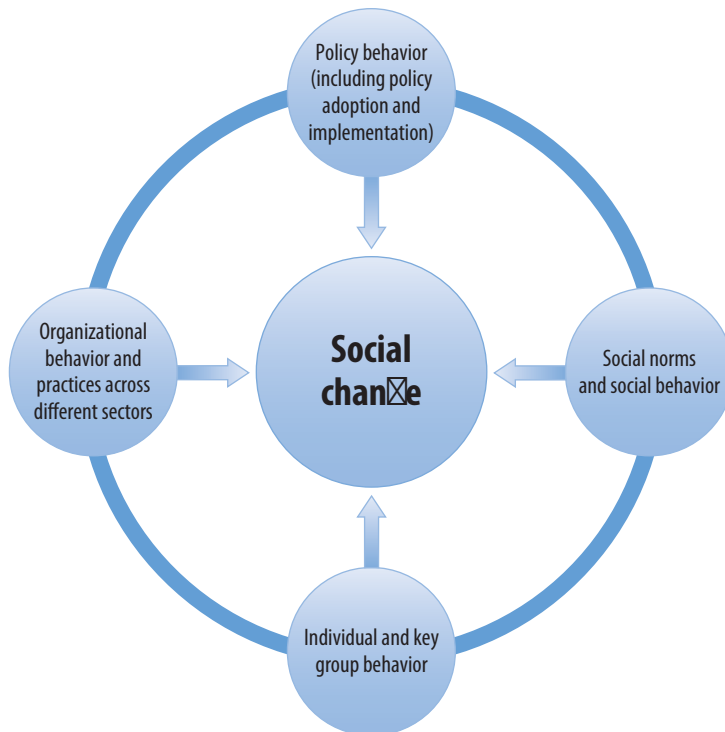 Policy behavior
(including policy
adoption and
implementation)
Organizational
behavior and
practices across
different sectors
Social
chan☒e
Social norms
and social behavior
Individual and key
group behavior